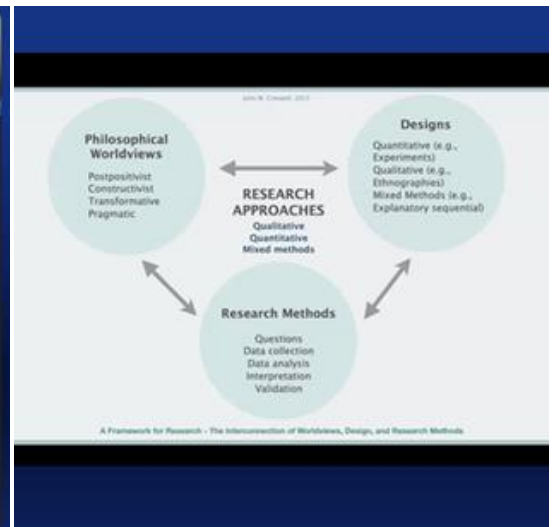 John W. Creswell, 2013
Philosophical
Worldviews
Postpositivist
Constructivist
Transformative
Pragmatic
Designs
Quantitative (e.g.,
Experiments)
Qualitative (e.g.,
Ethnographies)
Mixed Methods (e.g.,
Explanatory sequential)
RESEARCH
APPROACHES
Qualitative
Quantitative
Mixed methods
Research Methods
Questions
Data collection
Data analysis
Interpretation
Validation
A Framework for Research - The Interconnection of Worldviews, Design, and Research Methods